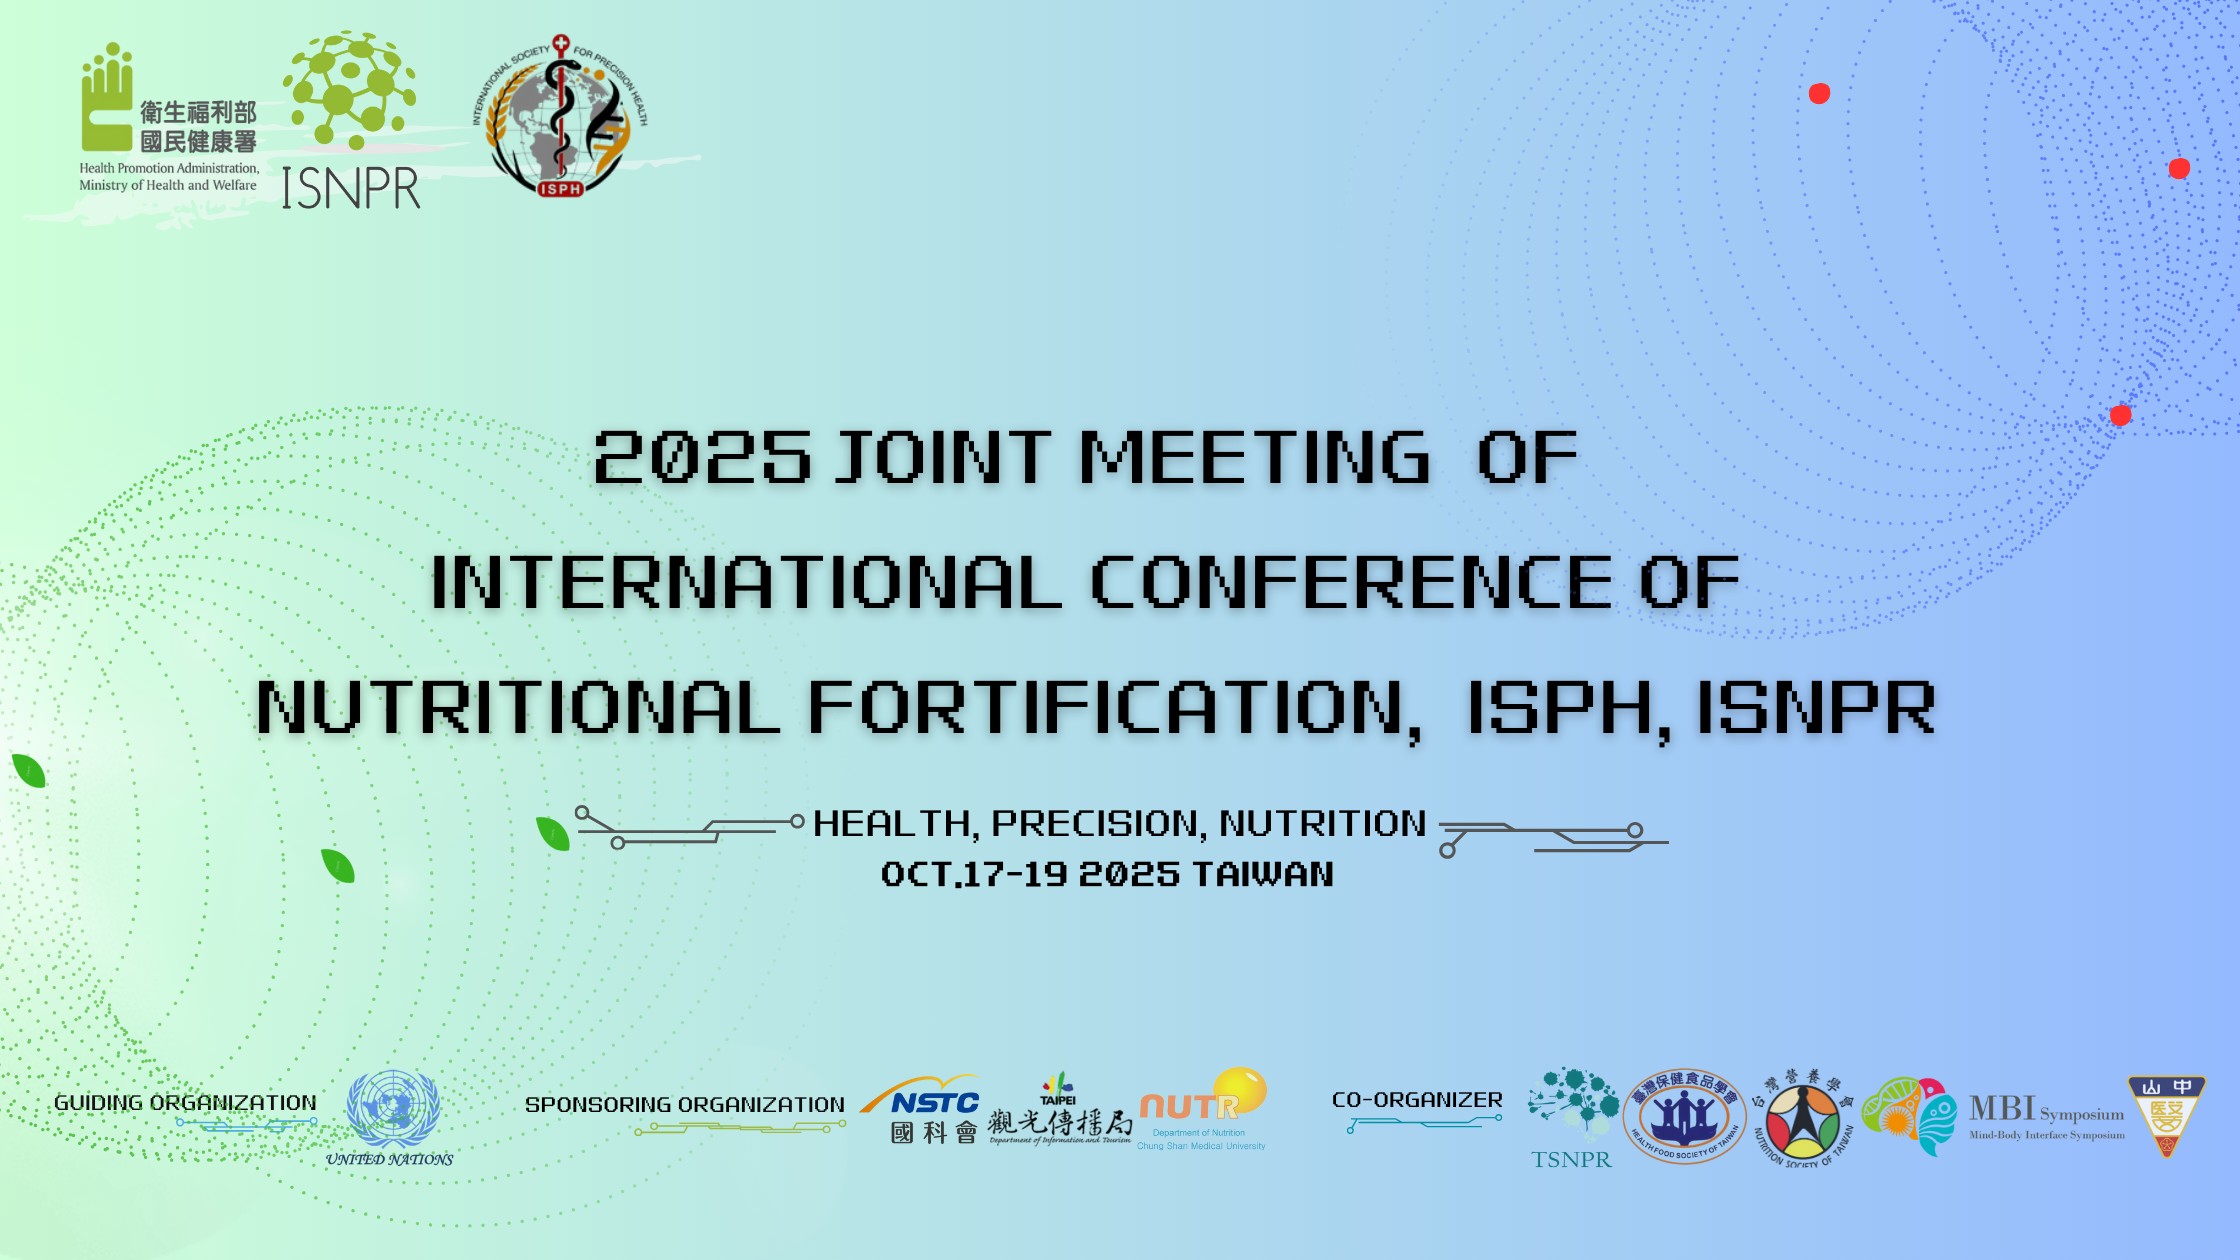 衛生福利部
國民健康署
Health Promotion Administration,
Ministry of Health and Welfare
ISNPR
INTERNATIONAL SOCIETY FOR PRECISION HEALTH
ISPH
2025 JOINT MEETING OF
INTERNATIONAL CONFERENCE OF
NUTRITIONAL FORTIFICATION, ISPH, ISNPR
HEALTH, PRECISION, NUTRITION
OCT.17-19 2025 TAIWAN
GUIDING ORGANIZATION
UNITED NATIONS
SPONSORING ORGANIZATION
NSTC
國科會
TAIPEI
觀光傳播局
Department of Information and Tourism
NUTR
Department of Nutrition
Chung Shan Medical University
CO-ORGANIZER
TSNPR
臺灣保健食品學會
HEALTH FOOD SOCIETY OF TAIWAN
台灣營養學會
NUTRITION SOCIETY OF TAIWAN
MBI Symposium
Mind-Body Interface Symposium
山中
醫